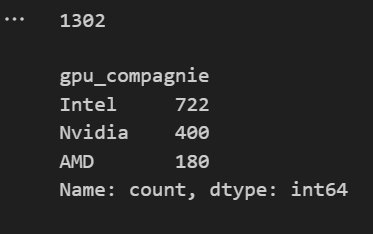 1302
gpu_compagnie
Intel 722
Nvidia 400
AMD 180
Name: count, dtype: int64